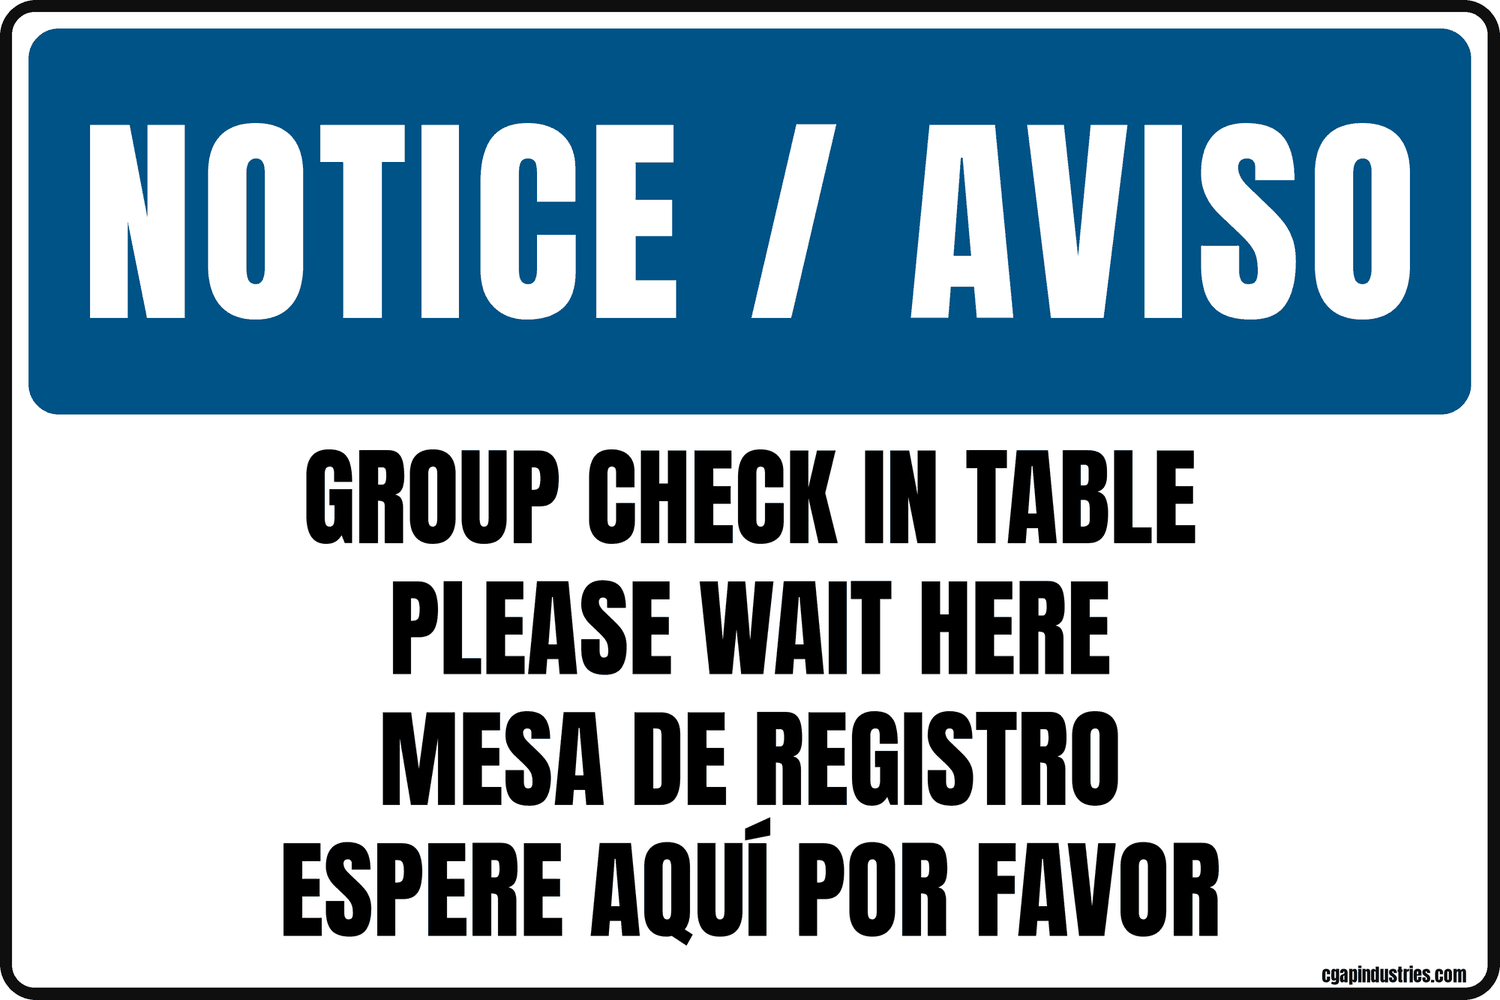 NOTICE / AVISO
GROUP CHECK IN TABLE
PLEASE WAIT HERE
MESA DE REGISTRO
ESPERE AQUÍ POR FAVOR
cgapindustries.com